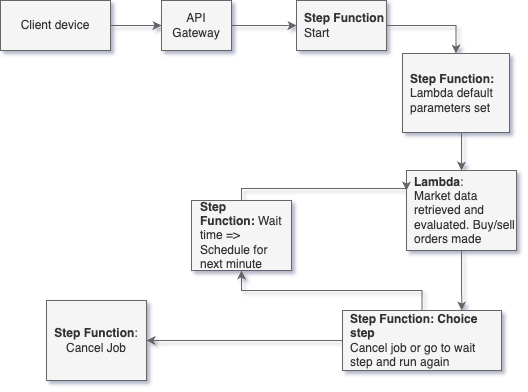 Client device
API
Gateway
Step Function
Start
Step Function:
Lambda default
parameters set
Lambda:
Market data
retrieved and
evaluated. Buy/sell
orders made
Step
Function: Wait
time =>
Schedule for
next minute
Step Function: Choice
step
Cancel job or go to wait
step and run again
Step Function:
Cancel Job